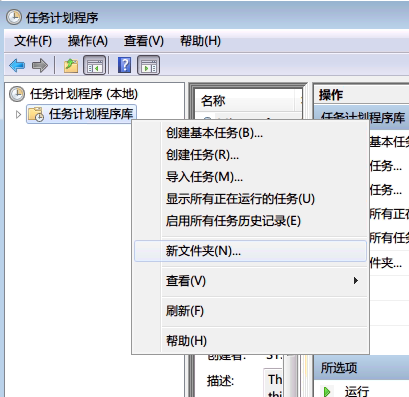 任务计划程序
文件(F) 操作(A) 查看(V) 帮助(H)
任务计划程序 (本地)
任务计划程序库
名称
操作
任务计划程序库
创建基本任务(B)...
创建任务(R)...
导入任务(M)...
显示所有正在运行的任务(U)
启用所有任务历史记录(E)
新文件夹(N)...
查看(V)
刷新(F)
帮助(H)
基本任务
任务...
任务...
所有正在
所有任务
件夹...
创建者:
描述:
Th
thi
所选项
运行